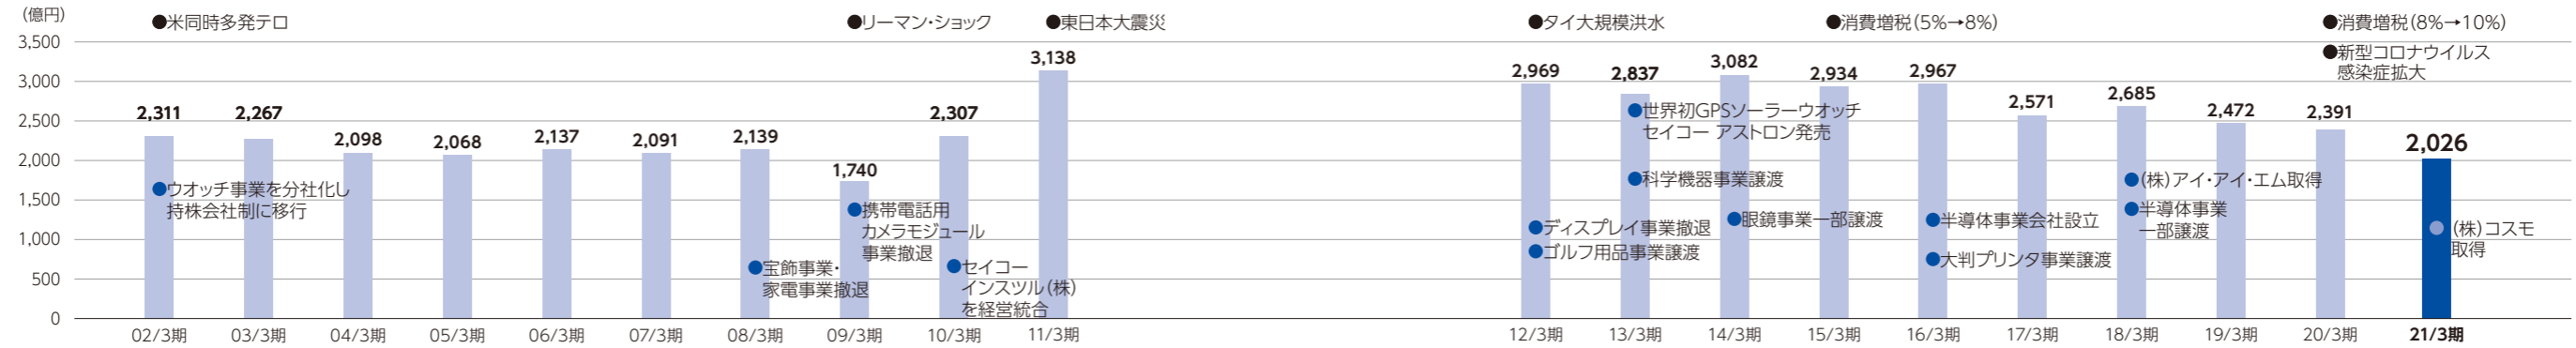 (億円)
●米同時多発テロ
●リーマン・ショック
●東日本大震災
●タイ大規模洪水
●消費増税(5%→8%)
●消費増税(8%→10%)
●新型コロナウイルス
感染症拡大
3,500
3,000
2,500
2,000
1,500
1,000
500
0
2,311
2,267
2,098
2,068
2,137
2,091
2,139
1,740
2,307
3,138
2,969
2,837
3,082
2,934
2,967
2,571
2,685
2,472
2,391
2,026
●ウオッチ事業を分社化し
持株会社制に移行
●宝飾事業・
家電事業撤退
●携帯電話用
カメラモジュール
事業撤退
●セイコー
インスツル(株)
を経営統合
●ディスプレイ事業撤退
●ゴルフ用品事業譲渡
●世界初GPSソーラーウオッチ
セイコー アストロン発売
●科学機器事業譲渡
●眼鏡事業一部譲渡
●半導体事業会社設立
●大判プリンタ事業譲渡
●(株)アイ・アイ・エム取得
●半導体事業
一部譲渡
●(株)コスモ
取得
02/3期
03/3期
04/3期
05/3期
06/3期
07/3期
08/3期
09/3期
10/3期
11/3期
12/3期
13/3期
14/3期
15/3期
16/3期
17/3期
18/3期
19/3期
20/3期
21/3期